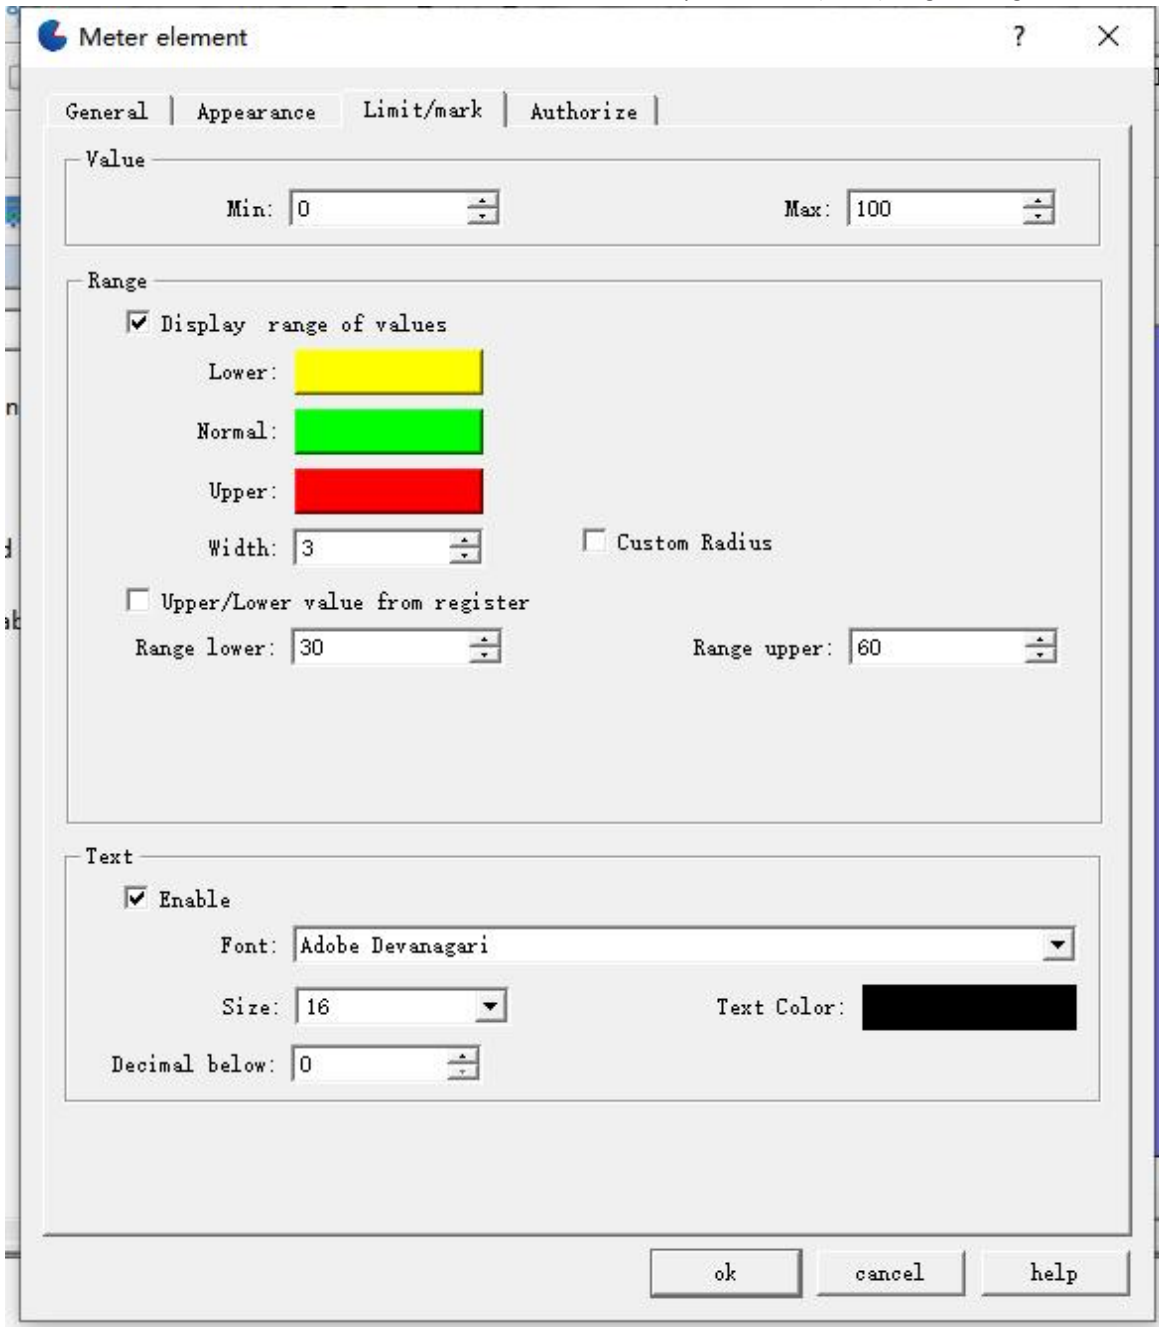 Meter element ?
General Appearance Limit/mark Authorize
Value
Min: 0 Max: 100
Range
Display range of values
Lower:
Normal:
Upper:
Width: 3 Custom Radius
Upper/Lower value from register
Range lower: 30 Range upper: 60
Text
Enable
Font: Adobe Devanagari
Size: 16 Text Color:
Decimal below: 0
ok cancel help